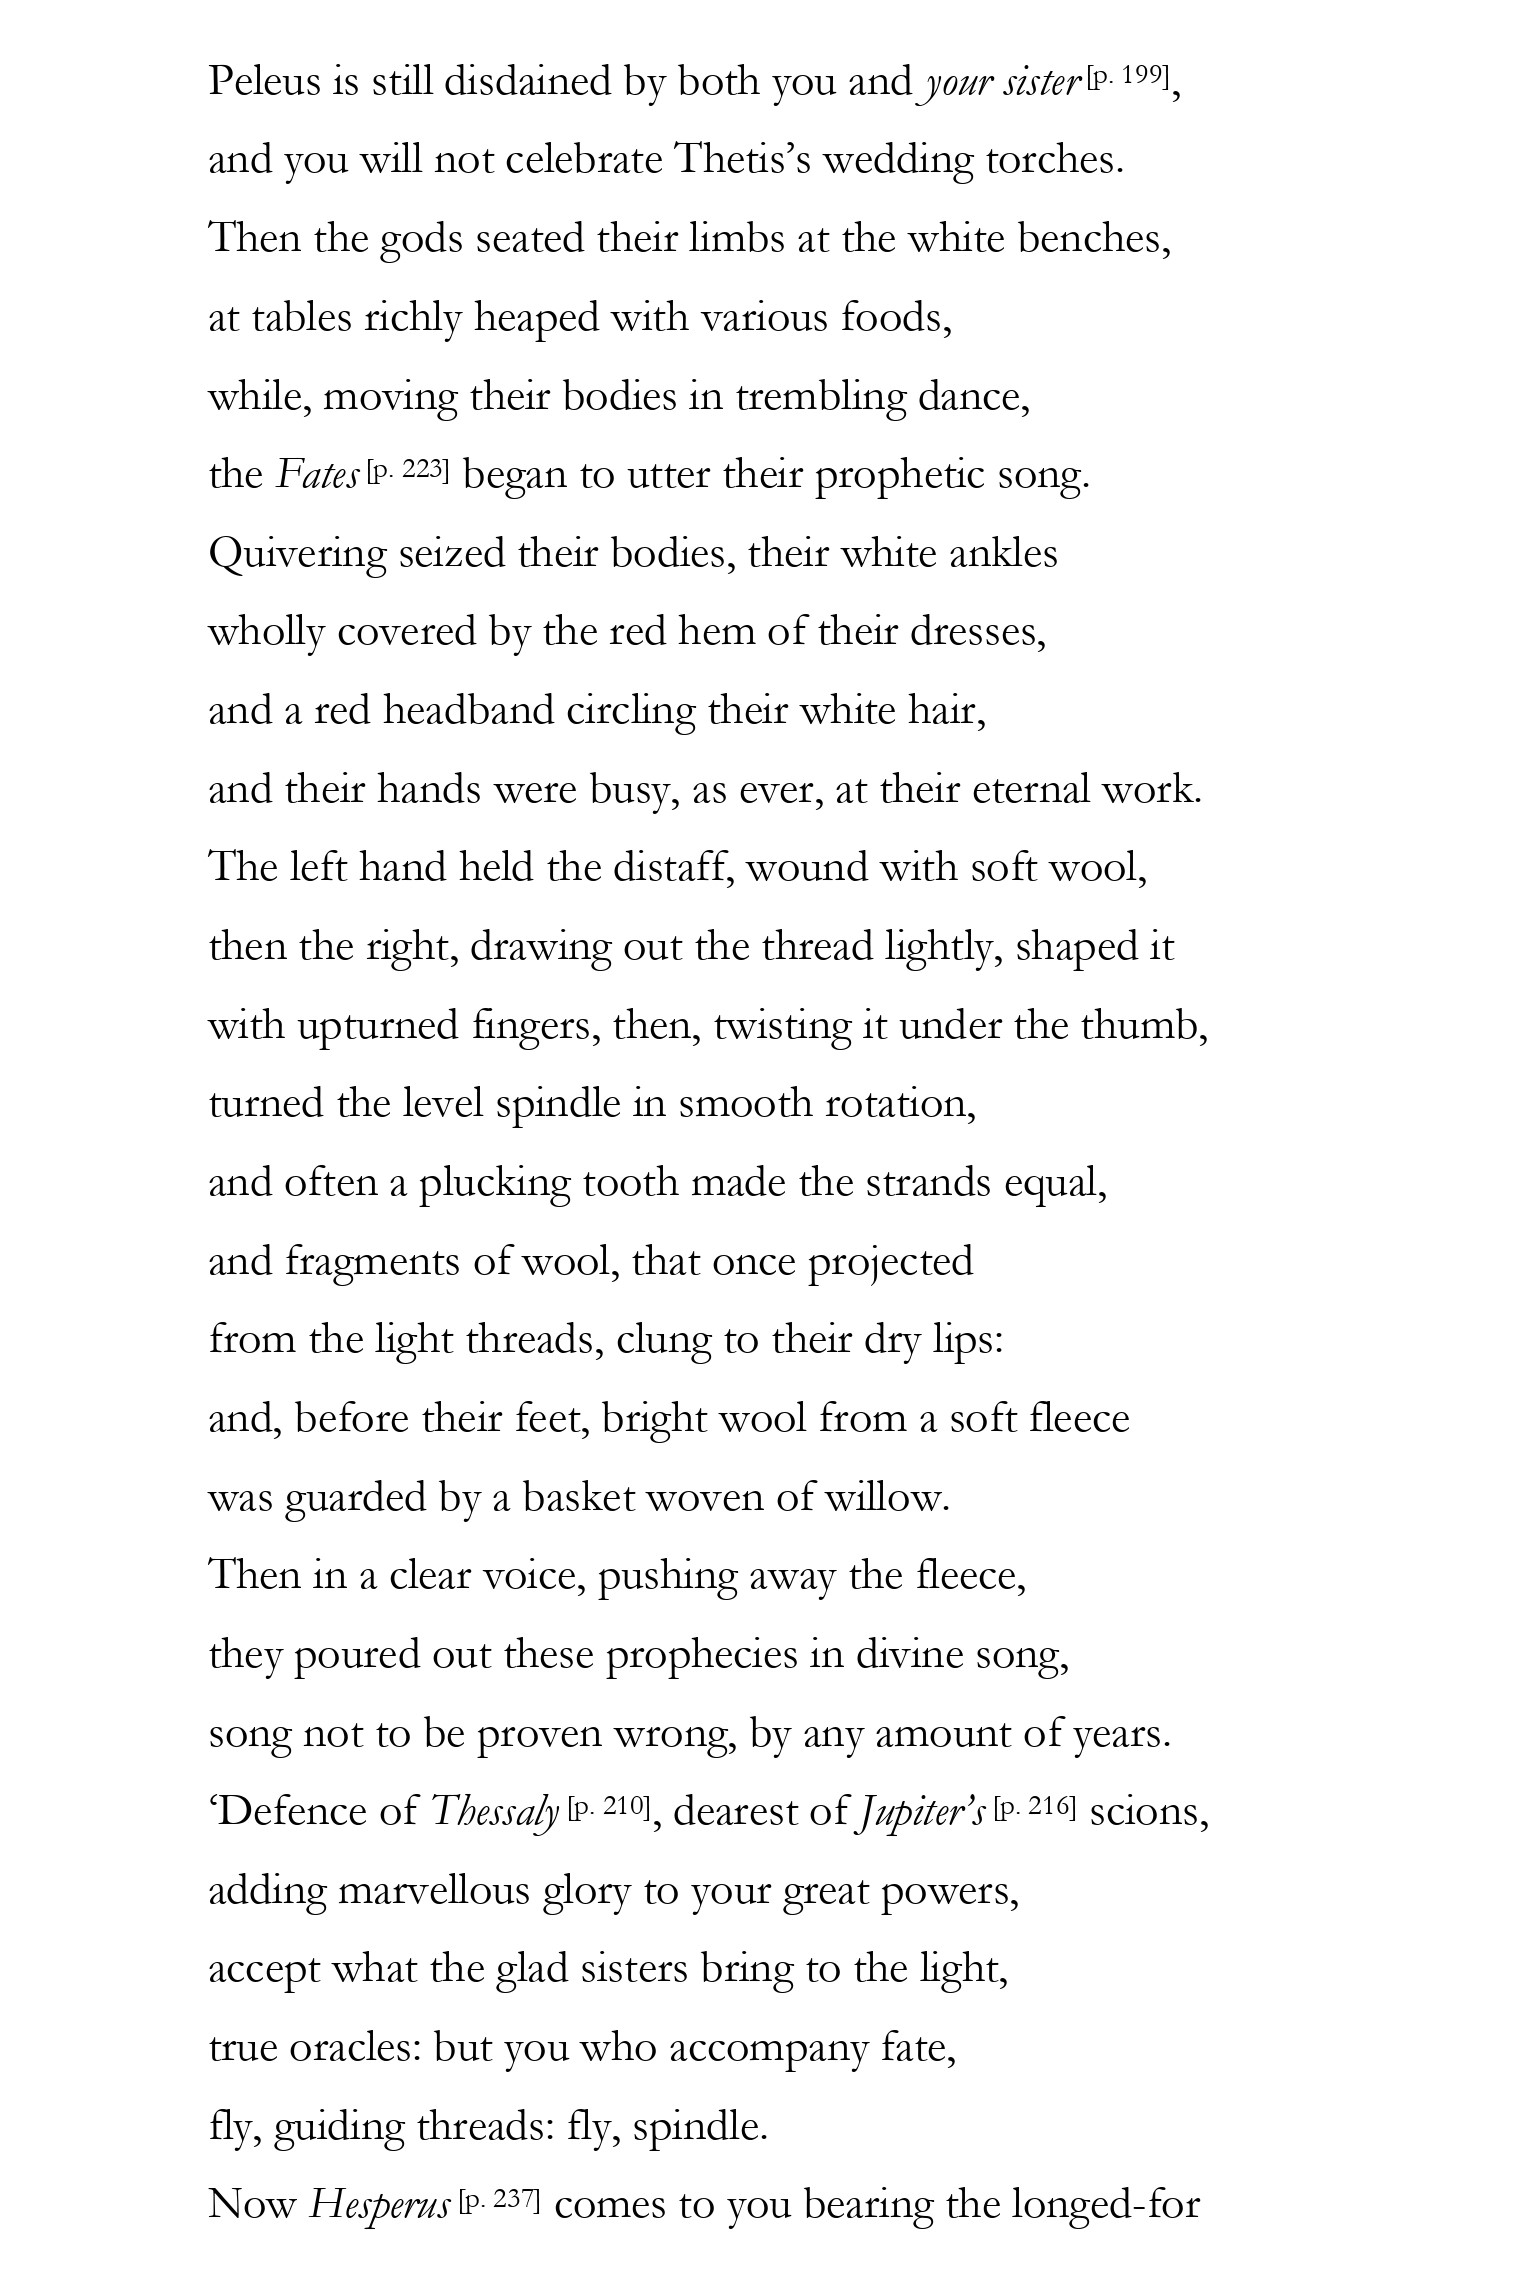 Peleus is still disdained by both you and your sister [p. 199],
and you will not celebrate Thetis’s wedding torches.
Then the gods seated their limbs at the white benches,
at tables richly heaped with various foods,
while, moving their bodies in trembling dance,
the Fates [p. 223] began to utter their prophetic song.
Quivering seized their bodies, their white ankles
wholly covered by the red hem of their dresses,
and a red headband circling their white hair,
and their hands were busy, as ever, at their eternal work.
The left hand held the distaff, wound with soft wool,
then the right, drawing out the thread lightly, shaped it
with upturned fingers, then, twisting it under the thumb,
turned the level spindle in smooth rotation,
and often a plucking tooth made the strands equal,
and fragments of wool, that once projected
from the light threads, clung to their dry lips:
and, before their feet, bright wool from a soft fleece
was guarded by a basket woven of willow.
Then in a clear voice, pushing away the fleece,
they poured out these prophecies in divine song,
song not to be proven wrong, by any amount of years.
‘Defence of Thessaly [p. 210], dearest of Jupiter’s [p. 216] scions,
adding marvellous glory to your great powers,
accept what the glad sisters bring to the light,
true oracles: but you who accompany fate,
fly, guiding threads: fly, spindle.
Now Hesperus [p. 237] comes to you bearing the longed-for